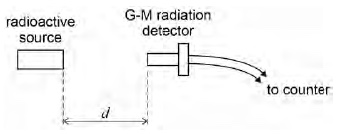 radioactive
source
G-M radiation
detector
to counter
d